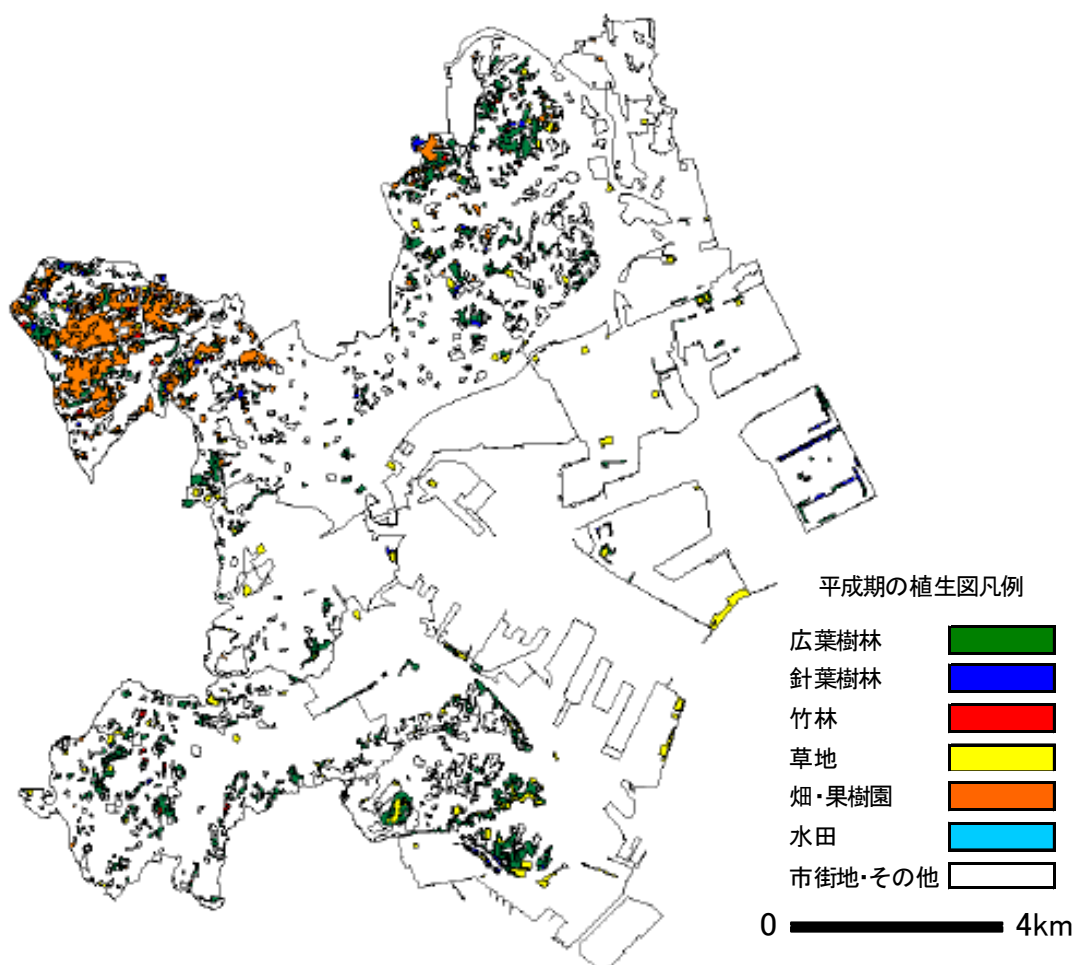 平成期の植生図凡例
広葉樹林
針葉樹林
竹林
草地
畑・果樹園
水田
市街地・その他
0 4km